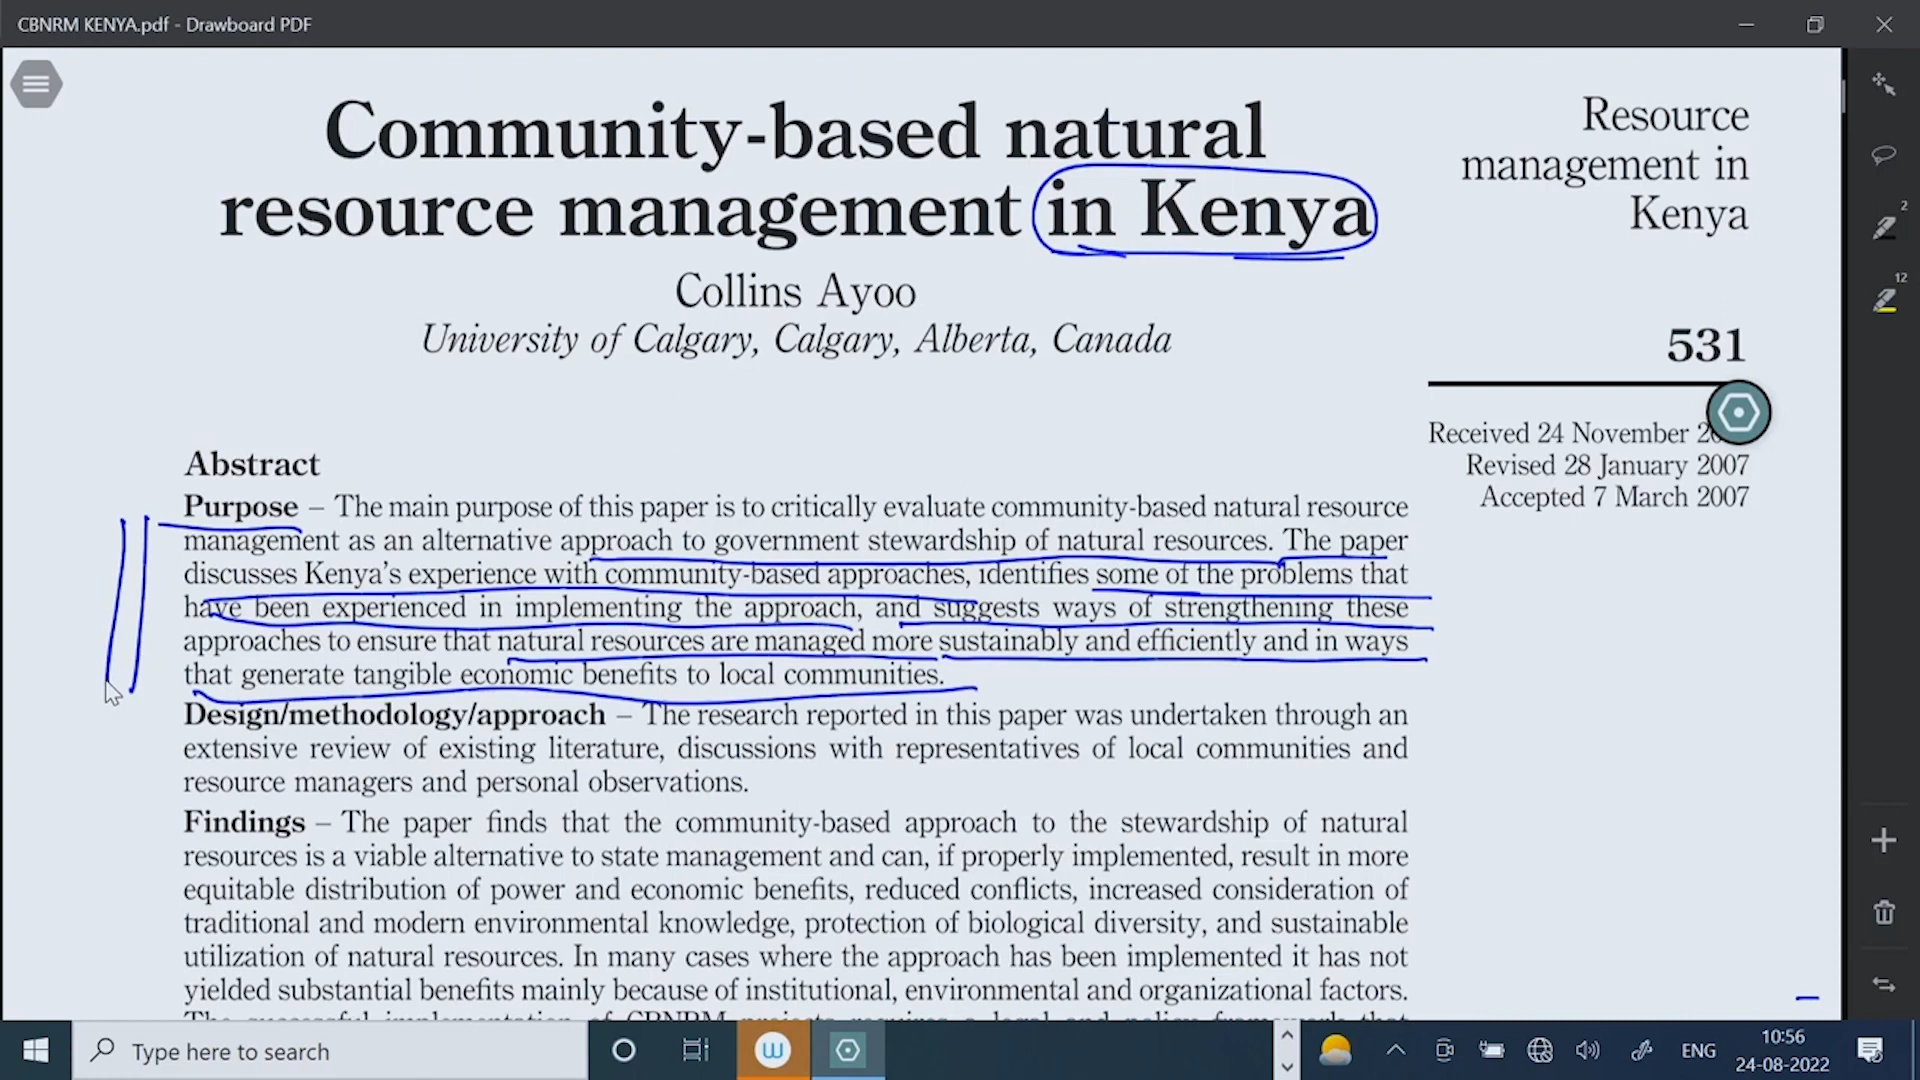 CBNRM KENYA.pdf - Drawboard PDF
Community-based natural
resource management in Kenya
Collins Ayoo
University of Calgary, Calgary, Alberta, Canada
Resource
management in
Kenya
2
12
531
Received 24 November
Revised 28 January 2007
Accepted 7 March 2007
Abstract
Purpose – The main purpose of this paper is to critically evaluate community-based natural resource
management as an alternative approach to government stewardship of natural resources. The paper
discusses Kenya's experience with community-based approaches, identifies some of the problems that
have been experienced in implementing the approach, and suggests ways of strengthening these
approaches to ensure that natural resources are managed more sustainably and efficiently and in ways
that generate tangible economic benefits to local communities.
Design/methodology/approach – The research reported in this paper was undertaken through an
extensive review of existing literature, discussions with representatives of local communities and
resource managers and personal observations.
Findings – The paper finds that the community-based approach to the stewardship of natural
resources is a viable alternative to state management and can, if properly implemented, result in more
equitable distribution of power and economic benefits, reduced conflicts, increased consideration of
traditional and modern environmental knowledge, protection of biological diversity, and sustainable
utilization of natural resources. In many cases where the approach has been implemented it has not
yielded substantial benefits mainly because of institutional, environmental and organizational factors.
Type here to search
ENG
10:56
24-08-2022